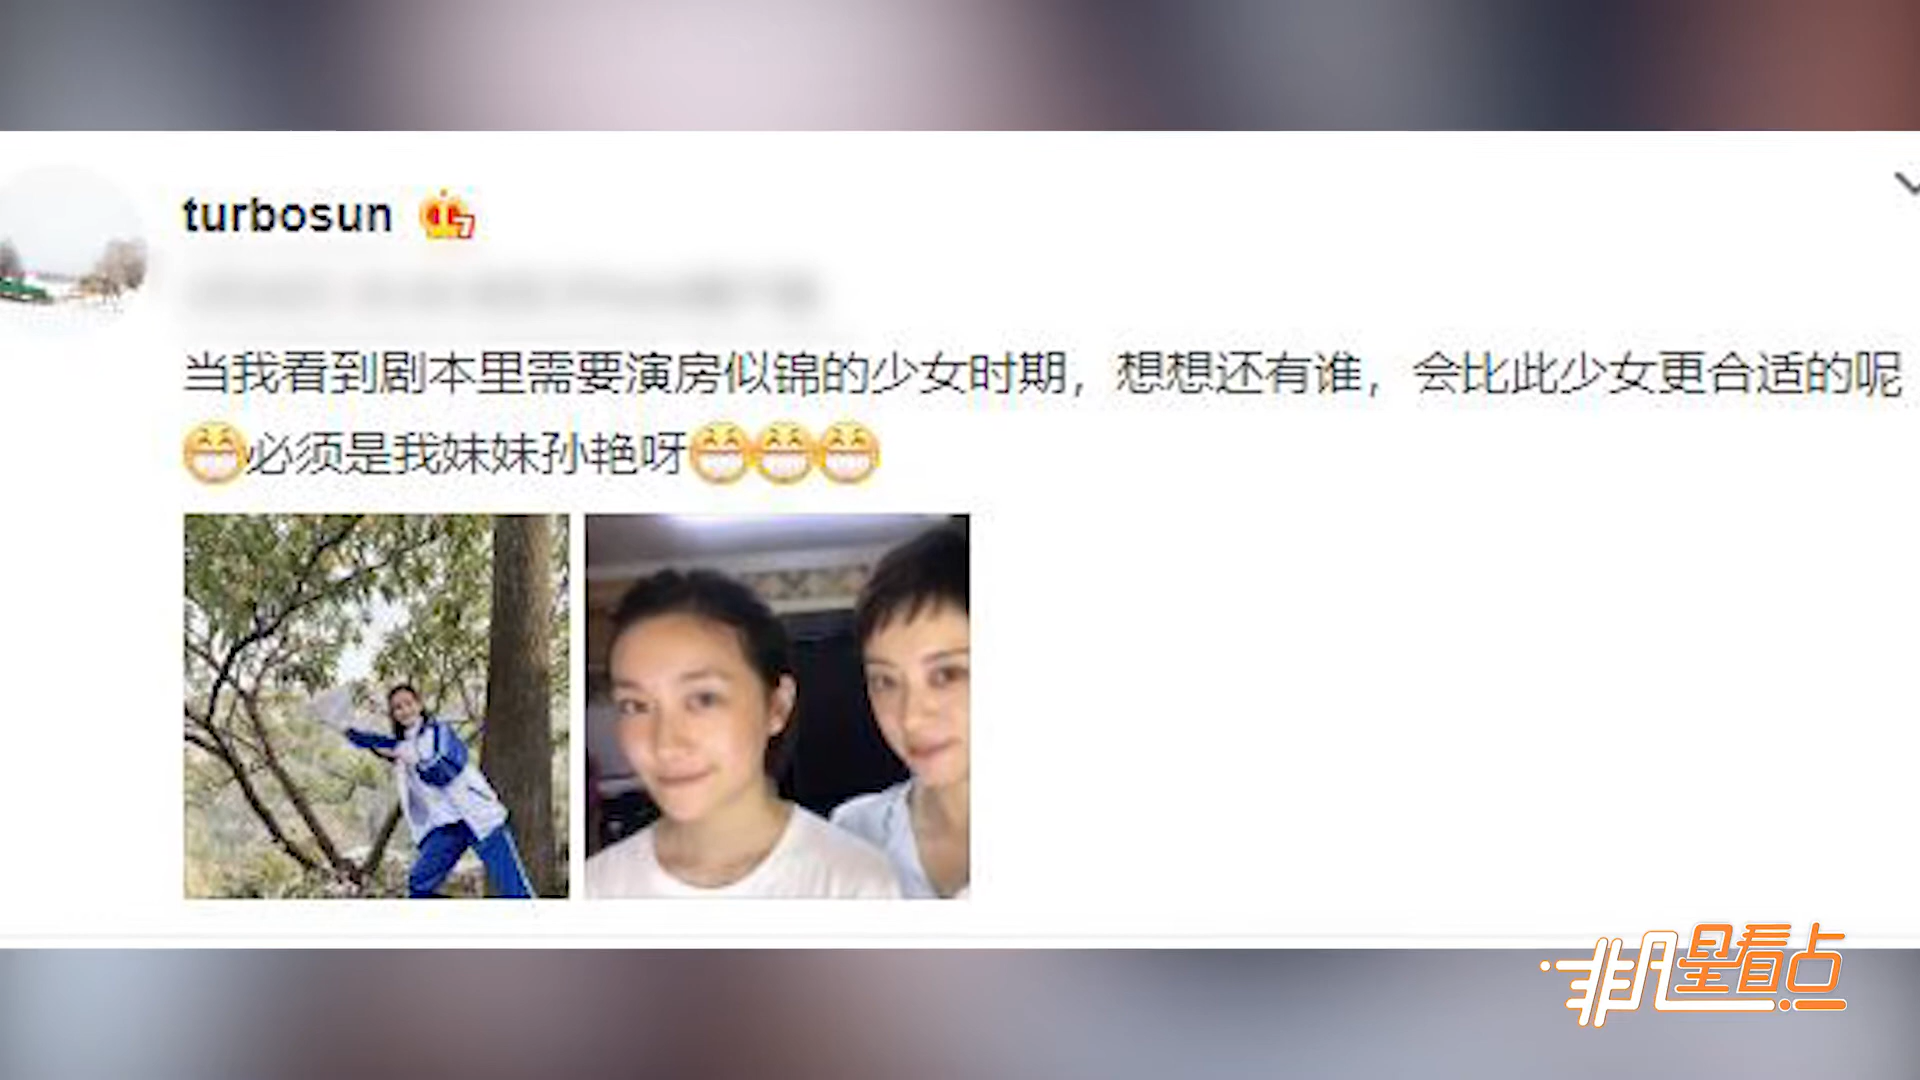 turbosun
当我看到剧本里需要演房似锦的少女时期，想想还有谁，会比此少女更合适的呢
必须是我妹妹孙艳呀
非凡星看点